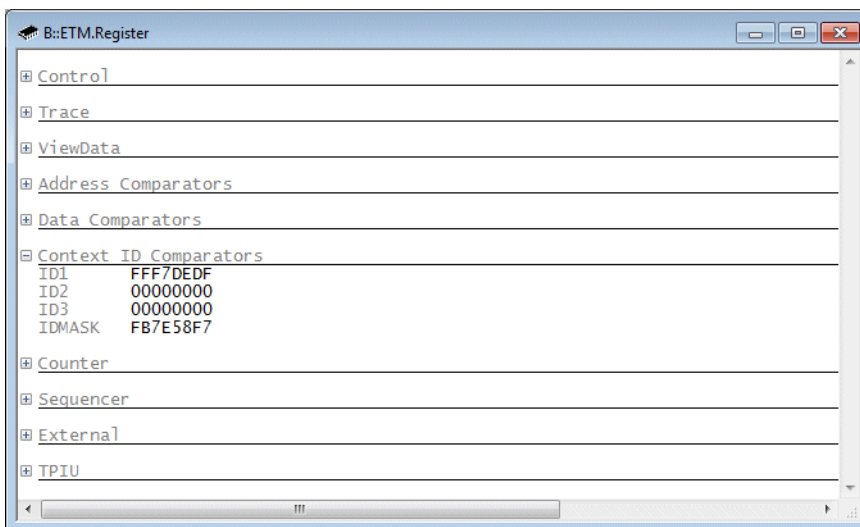 B::ETM.Register
Control
Trace
ViewData
Address Comparators
Data Comparators
Context ID Comparators
ID1 FFF7DEDF
ID2 00000000
ID3 00000000
IDMASK FB7E58F7
Counter
Sequencer
External
TPIU